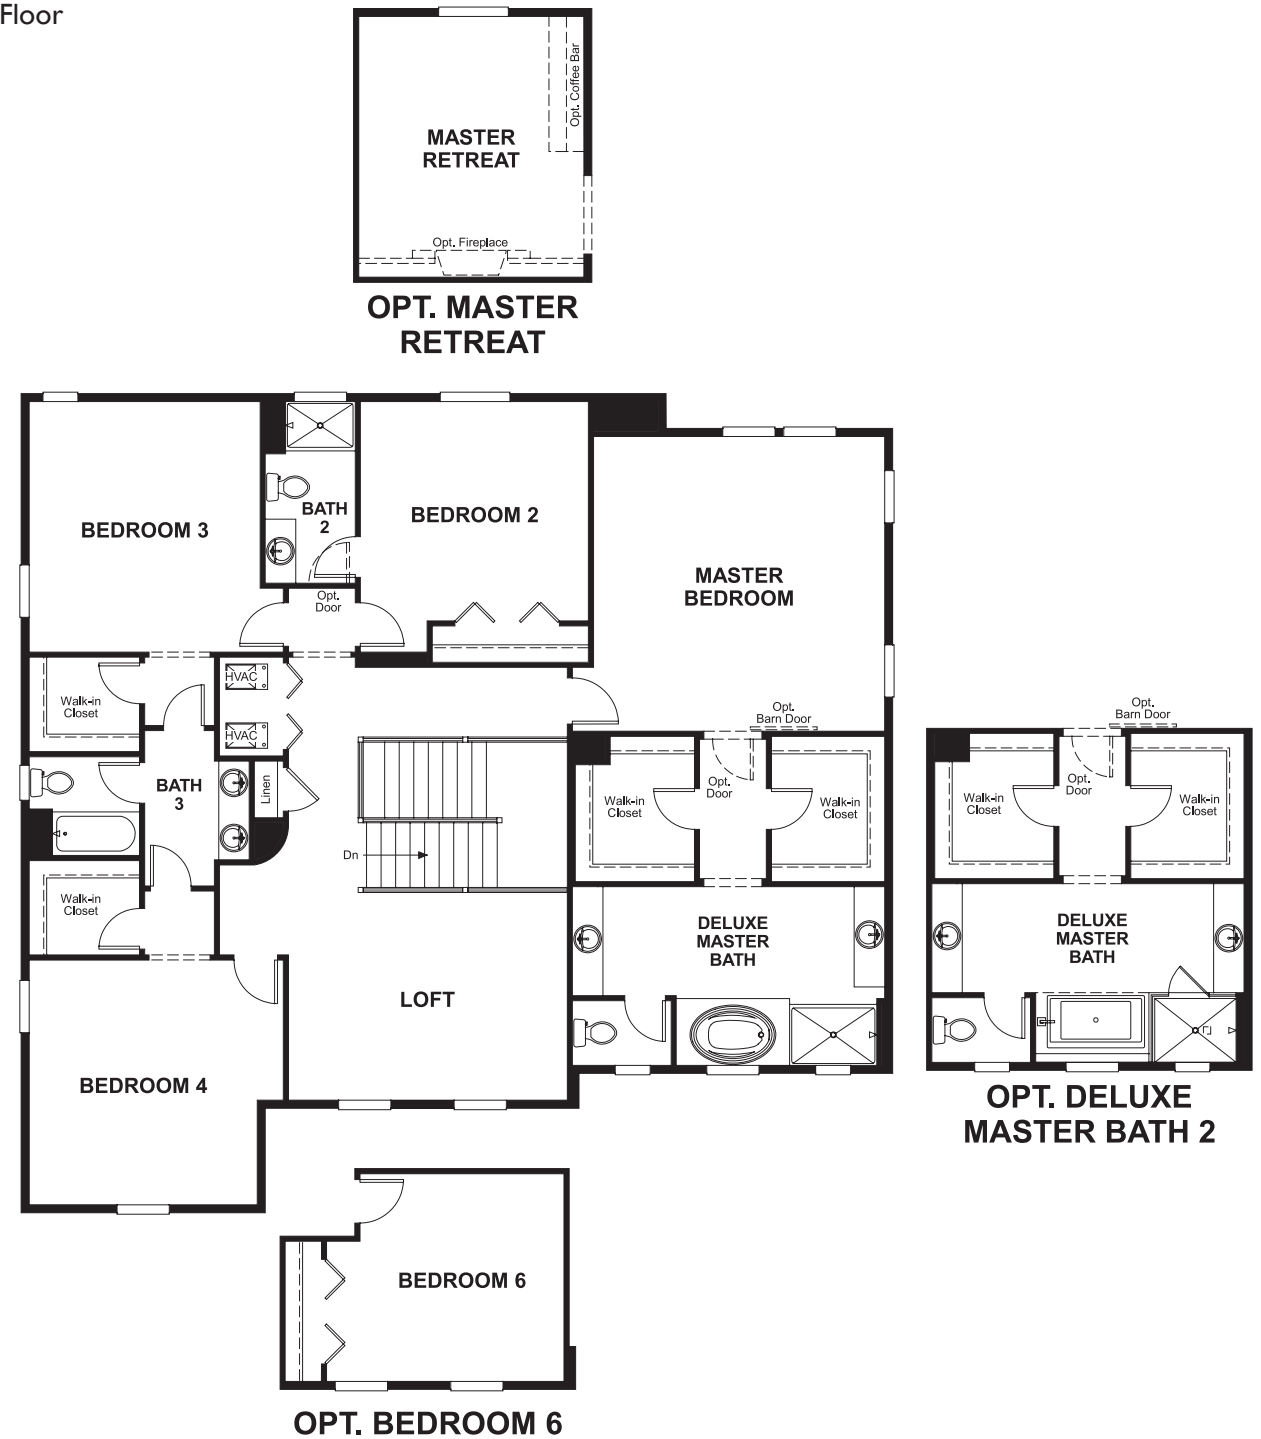 Floor
Opt. Coffee Bar
MASTER
RETREAT
Opt. Fireplace
OPT. MASTER
RETREAT
BEDROOM 3
BATH
2
BEDROOM 2
MASTER
BEDROOM
Opt.
Door
Walk-in
Closet
HVAC
HVAC
Opt.
Barn Door
Opt.
Door
Walk-in
Closet
Walk-in
Closet
Linen
BATH
3
Dn
Walk-in
Closet
DELUXE
MASTER
BATH
LOFT
BEDROOM 4
Opt.
Barn Door
Opt.
Door
Walk-in
Closet
Walk-in
Closet
DELUXE
MASTER
BATH
OPT. DELUXE
MASTER BATH 2
BEDROOM 6
OPT. BEDROOM 6